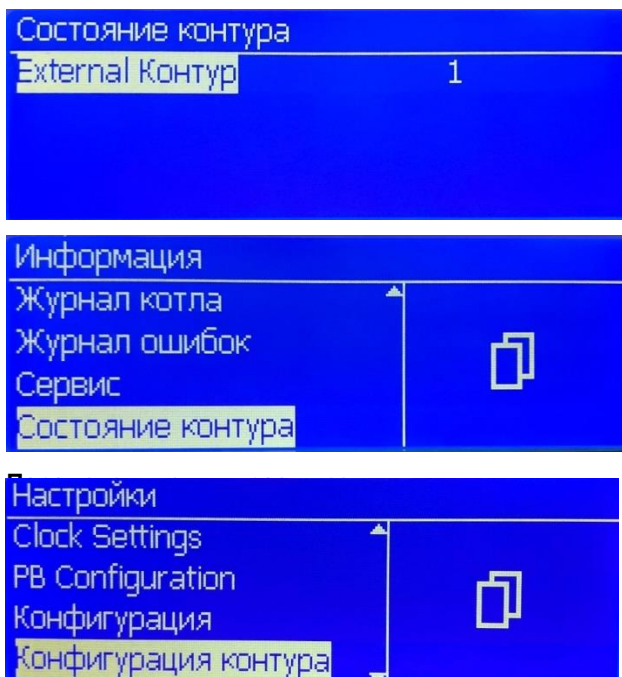 Состояние контура
External Контур 1
Информация
Журнал котла
Журнал ошибок
Сервис
Состояние контура
Настройки
Clock Settings
PB Configuration
Конфигурация
Конфигурация контура